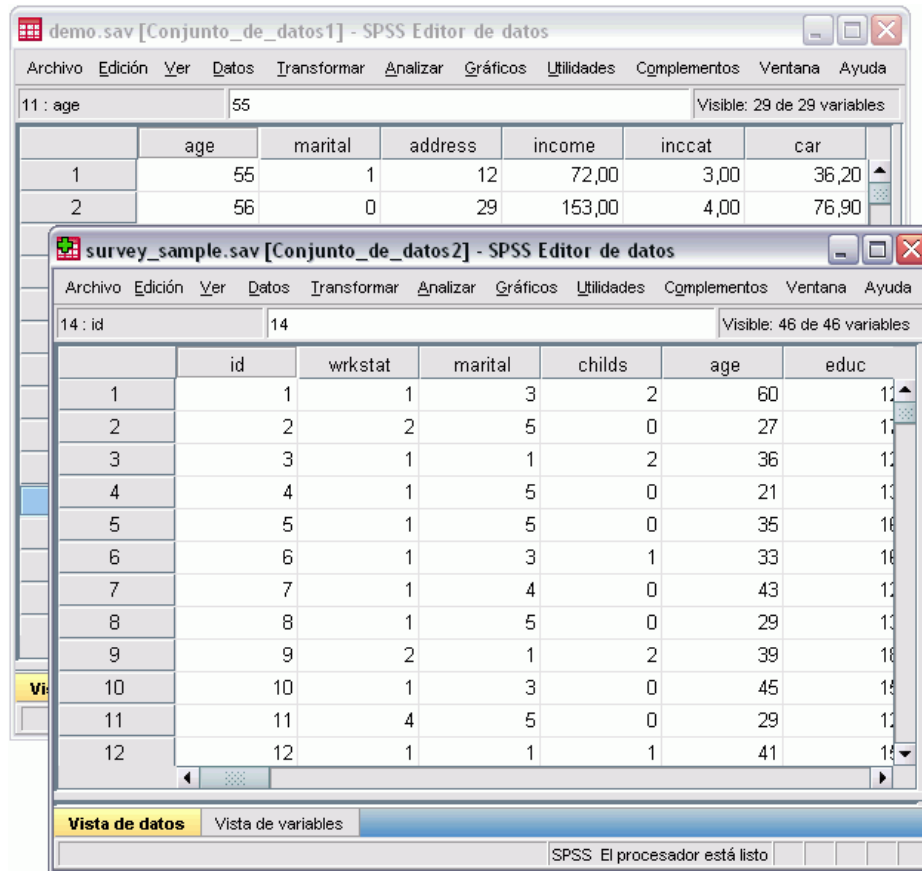 demo.sav [Conjunto_de_datos1] - SPSS Editor de datos
Archivo Edición Ver Datos Transformar Analizar Gráficos Utilidades Complementos Ventana Ayuda
11 : age 55 Visible: 29 de 29 variables
age marital address income inccat car
1 55 1 12 72,00 3,00 36,20
2 56 0 29 153,00 4,00 76,90
survey_sample.sav [Conjunto_de_datos2] - SPSS Editor de datos
Archivo Edición Ver Datos Transformar Analizar Gráficos Utilidades Complementos Ventana Ayuda
14 : id 14 Visible: 46 de 46 variables
id wrkstat marital childs age educ
1 1 1 3 2 60
2 2 2 5 0 27
3 3 1 1 2 36
4 4 1 5 0 21
5 5 1 5 0 35
6 6 1 3 1 33
7 7 1 4 0 43
8 8 1 5 0 29
9 9 2 1 2 39
10 10 1 3 0 45
11 11 4 5 0 29
12 12 1 1 1 41
Vista de datos Vista de variables
SPSS El procesador está listo